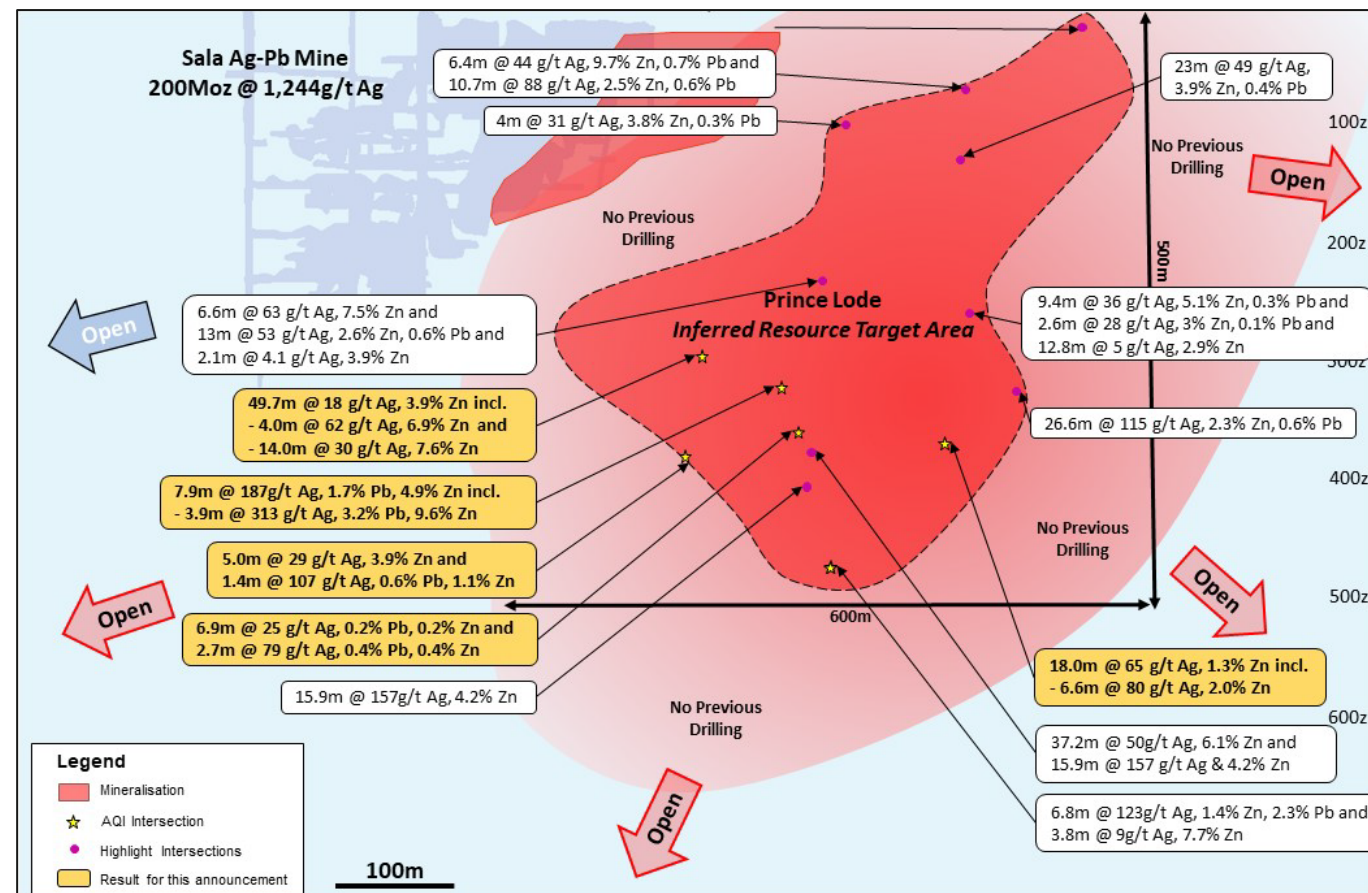 Sala Ag-Pb Mine
200Moz @ 1,244g/t Ag
6.4m @ 44 g/t Ag, 9.7% Zn, 0.7% Pb and
10.7m @ 88 g/t Ag, 2.5% Zn, 0.6% Pb
4m @ 31 g/t Ag, 3.8% Zn, 0.3% Pb
23m @ 49 g/t Ag,
3.9% Zn, 0.4% Pb
100z
No Previous
Drilling
Open
No Previous
Drilling
200z
500m
Open
6.6m @ 63 g/t Ag, 7.5% Zn and
13m @ 53 g/t Ag, 2.6% Zn, 0.6% Pb and
2.1m @ 4.1 g/t Ag, 3.9% Zn
Prince Lode
Inferred Resource Target Area
9.4m @ 36 g/t Ag, 5.1% Zn, 0.3% Pb and
2.6m @ 28 g/t Ag, 3% Zn, 0.1% Pb and
12.8m @ 5 g/t Ag, 2.9% Zn
300z
49.7m @ 18 g/t Ag, 3.9% Zn incl.
- 4.0m @ 62 g/t Ag, 6.9% Zn and
- 14.0m @ 30 g/t Ag, 7.6% Zn
26.6m @ 115 g/t Ag, 2.3% Zn, 0.6% Pb
7.9m @ 187g/t Ag, 1.7% Pb, 4.9% Zn incl.
- 3.9m @ 313 g/t Ag, 3.2% Pb, 9.6% Zn
400z
No Previous
Drilling
5.0m @ 29 g/t Ag, 3.9% Zn and
1.4m @ 107 g/t Ag, 0.6% Pb, 1.1% Zn
Open
Open
500z
600m
6.9m @ 25 g/t Ag, 0.2% Pb, 0.2% Zn and
2.7m @ 79 g/t Ag, 0.4% Pb, 0.4% Zn
18.0m @ 65 g/t Ag, 1.3% Zn incl.
- 6.6m @ 80 g/t Ag, 2.0% Zn
15.9m @ 157g/t Ag, 4.2% Zn
No Previous
Drilling
600z
37.2m @ 50g/t Ag, 6.1% Zn and
15.9m @ 157 g/t Ag & 4.2% Zn
Open
6.8m @ 123g/t Ag, 1.4% Zn, 2.3% Pb and
3.8m @ 9g/t Ag, 7.7% Zn
Legend
Mineralisation
AQI Intersection
Highlight Intersections
Result for this announcement
100m